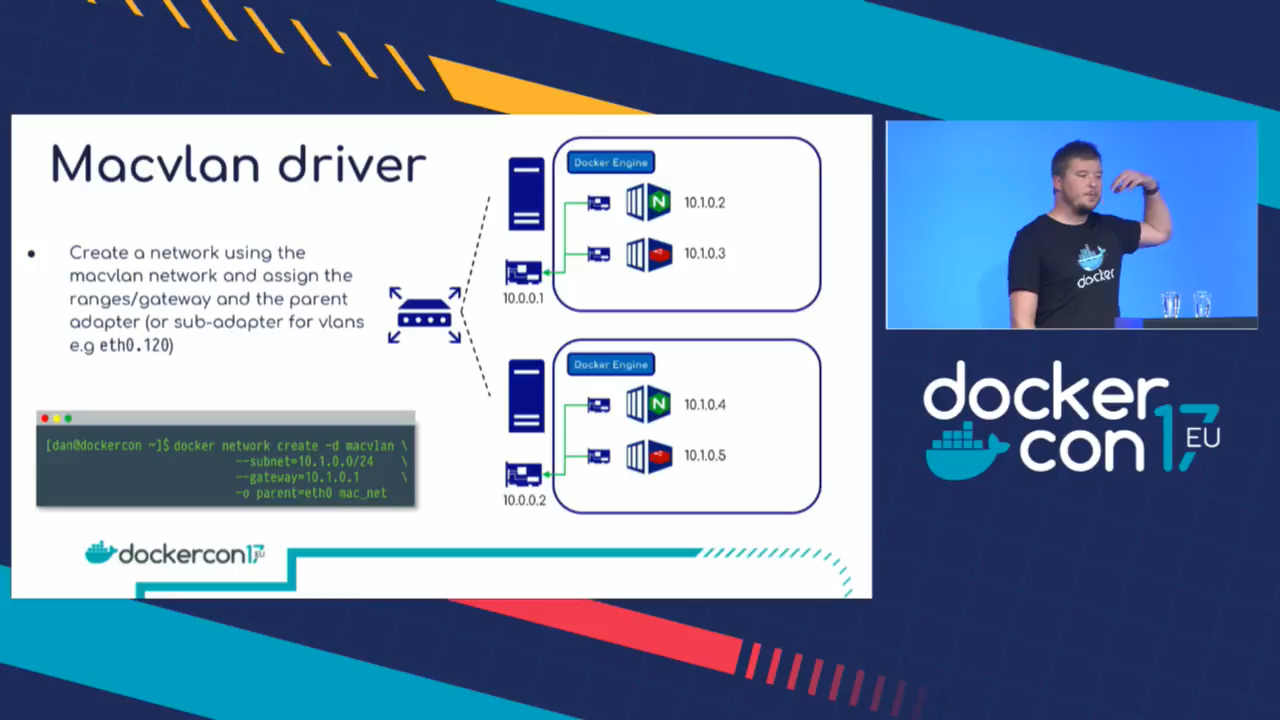 Macvlan driver
• Create a network using the
macvlan network and assign the
ranges/gateway and the parent
adapter (or sub-adapter for vlans
e.g eth0.120)
[dan@dockercon ~]$ docker network create -d macvlan \
--subnet=10.1.0.0/24 \
--gateway=10.1.0.1 \
-o parent=eth0 mac_net
Docker Engine
N
10.1.0.2
10.1.0.3
10.0.0.1
Docker Engine
N
10.1.0.4
10.1.0.5
10.0.0.2
dockercon17 EU
docker
docker
con 17 EU